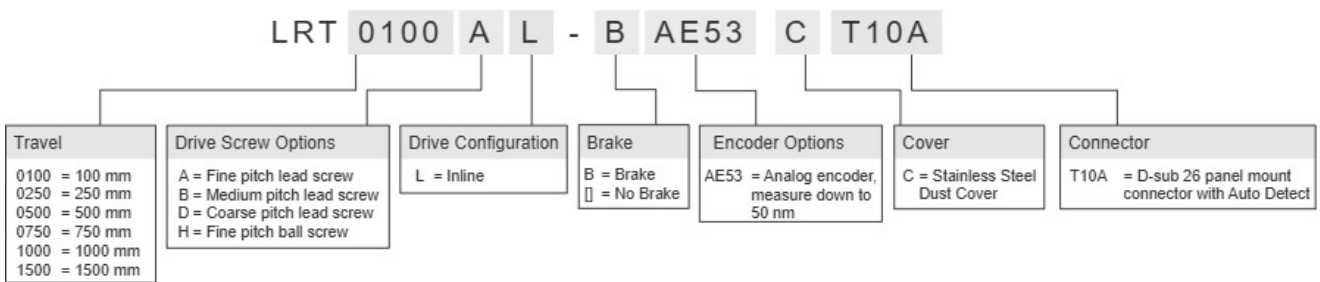 LRT 0100 A L - B AE53 C T10A
Travel
0100 = 100 mm
0250 = 250 mm
0500 = 500 mm
0750 = 750 mm
1000 = 1000 mm
1500 = 1500 mm
Drive Screw Options
A = Fine pitch lead screw
B = Medium pitch lead screw
D = Coarse pitch lead screw
H = Fine pitch ball screw
Drive Configuration
L = Inline
Brake
B = Brake
[] = No Brake
Encoder Options
AE53 = Analog encoder,
measure down to
50 nm
Cover
C = Stainless Steel
Dust Cover
Connector
T10A = D-sub 26 panel mount
connector with Auto Detect